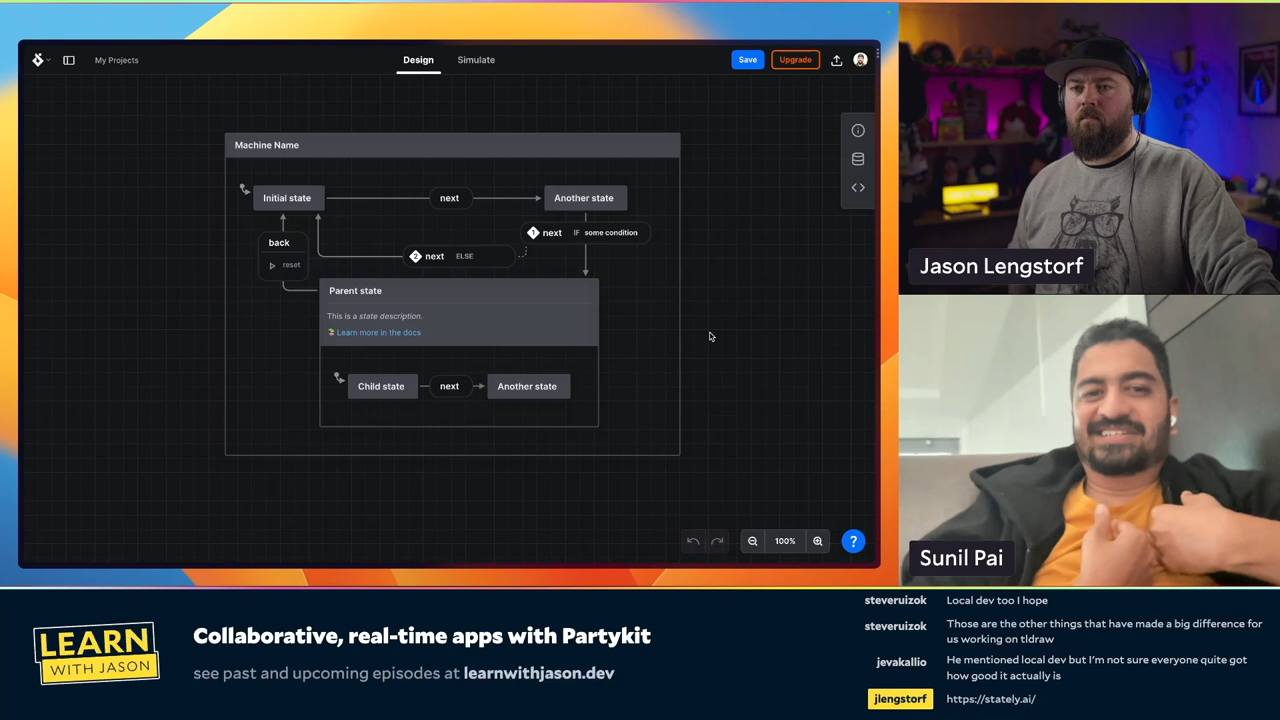 My Projects
Design
Simulate
Save
Upgrade
Machine Name
Initial state
next
Another state
1 next IF some condition
back
reset
2 next ELSE
Parent state
This is a state description.
Learn more in the docs
Child state
next
Another state
100%
?
Jason Lengstorf
Sunil Pai
LEARN
WITH JASON
Collaborative, real-time apps with Partykit
see past and upcoming episodes at learnwithjason.dev
steveruizok Local dev too I hope
steveruizok Those are the other things that have made a big difference for
us working on tldraw
jevakallio He mentioned local dev but I'm not sure everyone quite got
how good it actually is
jlengstorf https://stately.ai/